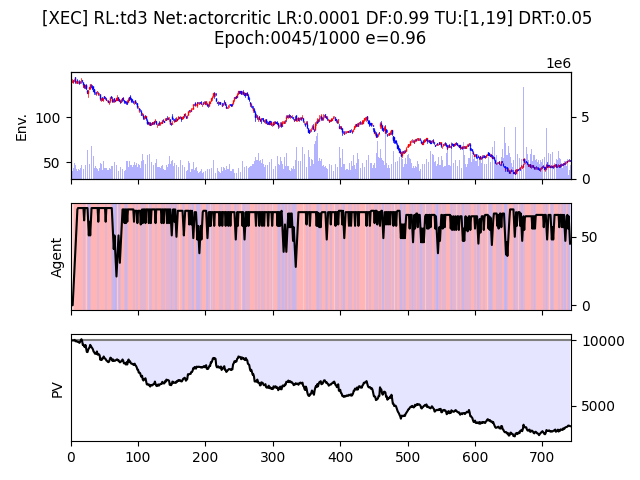 [XEC] RL:td3 Net:actorcritic LR:0.0001 DF:0.99 TU:[1,19] DRT:0.05
Epoch:0045/1000 e=0.96
1e6
Env.
100
50
5
0
Agent
50
0
PV
10000
5000
0 100 200 300 400 500 600 700